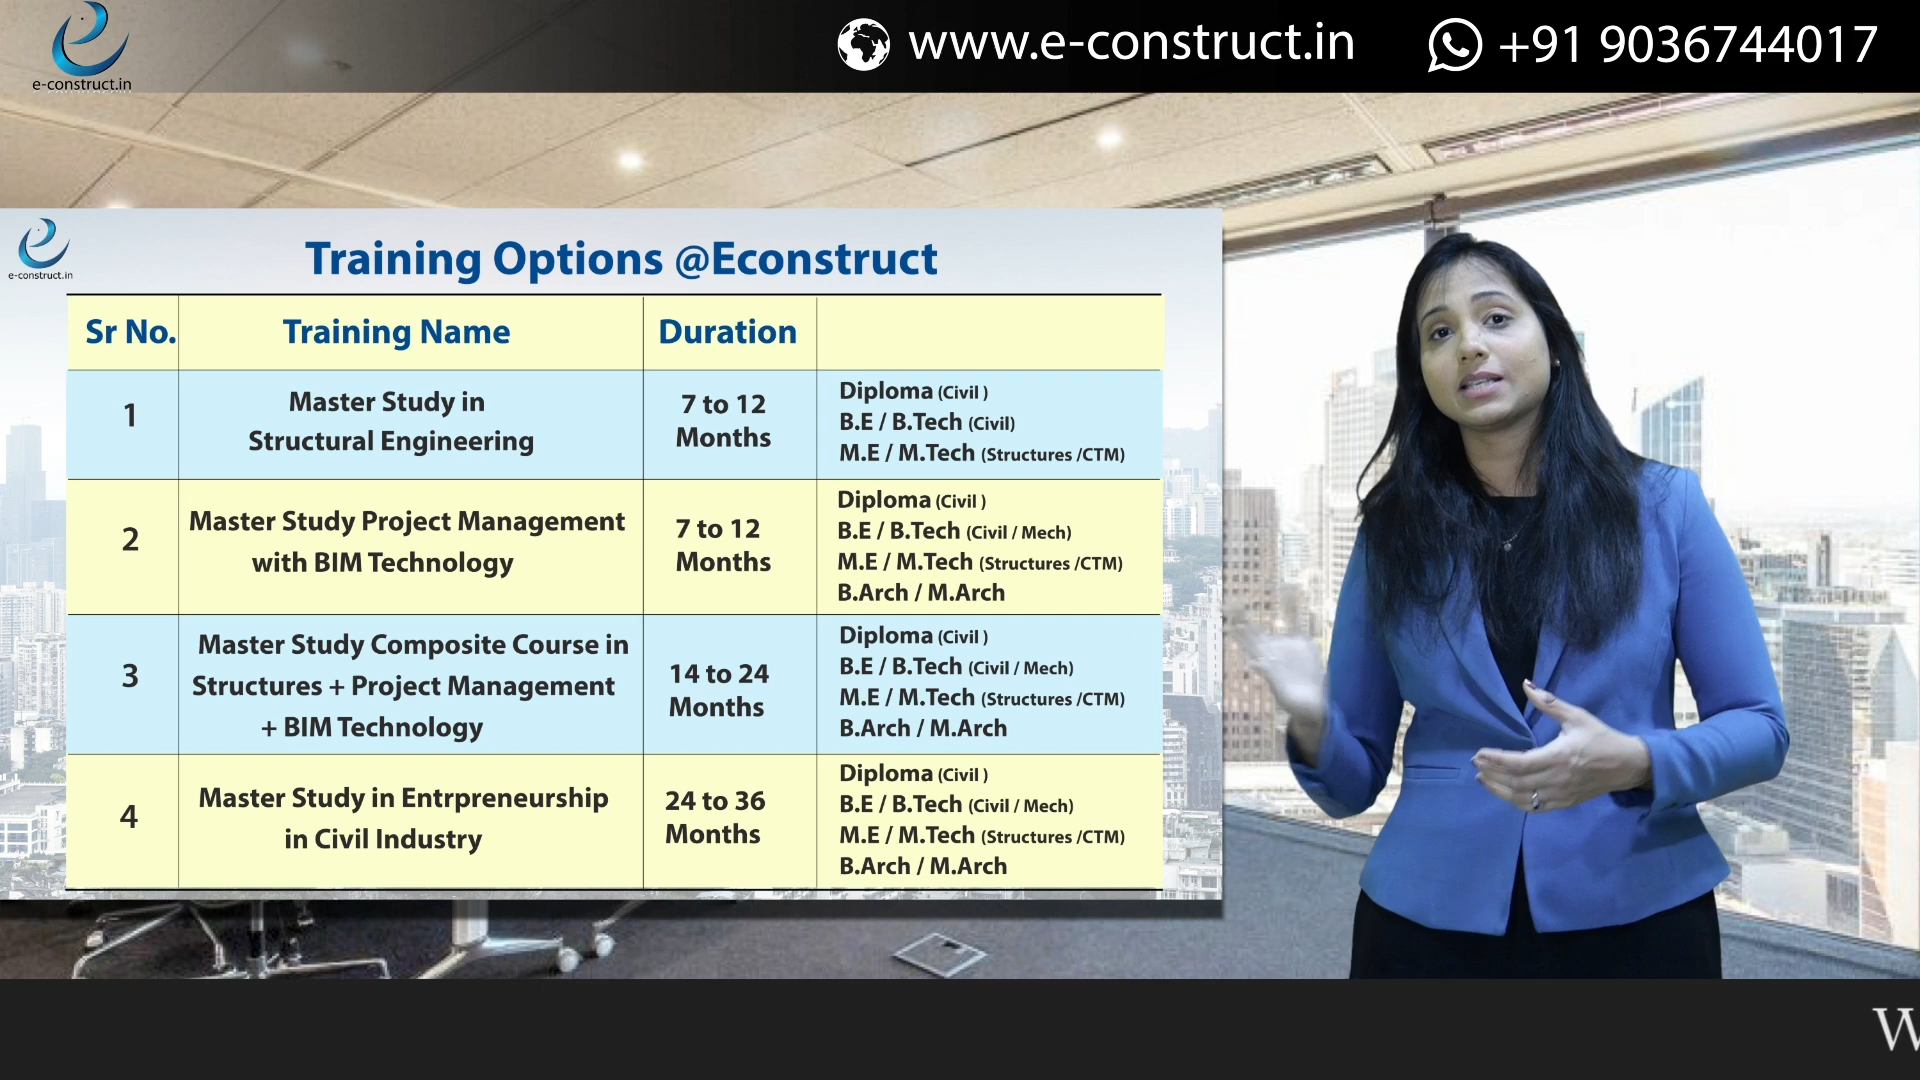 e-construct.in
www.e-construct.in
+91 9036744017
e-construct.in
Training Options @Econstruct
Sr No. Training Name Duration
1 Master Study in
Structural Engineering
7 to 12
Months
Diploma (Civil )
B.E / B.Tech (Civil)
M.E / M.Tech (Structures /CTM)
2 Master Study Project Management
with BIM Technology
7 to 12
Months
Diploma (Civil )
B.E / B.Tech (Civil / Mech)
M.E / M.Tech (Structures /CTM)
B.Arch / M.Arch
3 Master Study Composite Course in
Structures + Project Management
+ BIM Technology
14 to 24
Months
Diploma (Civil )
B.E / B.Tech (Civil / Mech)
M.E / M.Tech (Structures /CTM)
B.Arch / M.Arch
4 Master Study in Entrpreneurship
in Civil Industry
24 to 36
Months
Diploma (Civil )
B.E / B.Tech (Civil / Mech)
M.E / M.Tech (Structures /CTM)
B.Arch / M.Arch